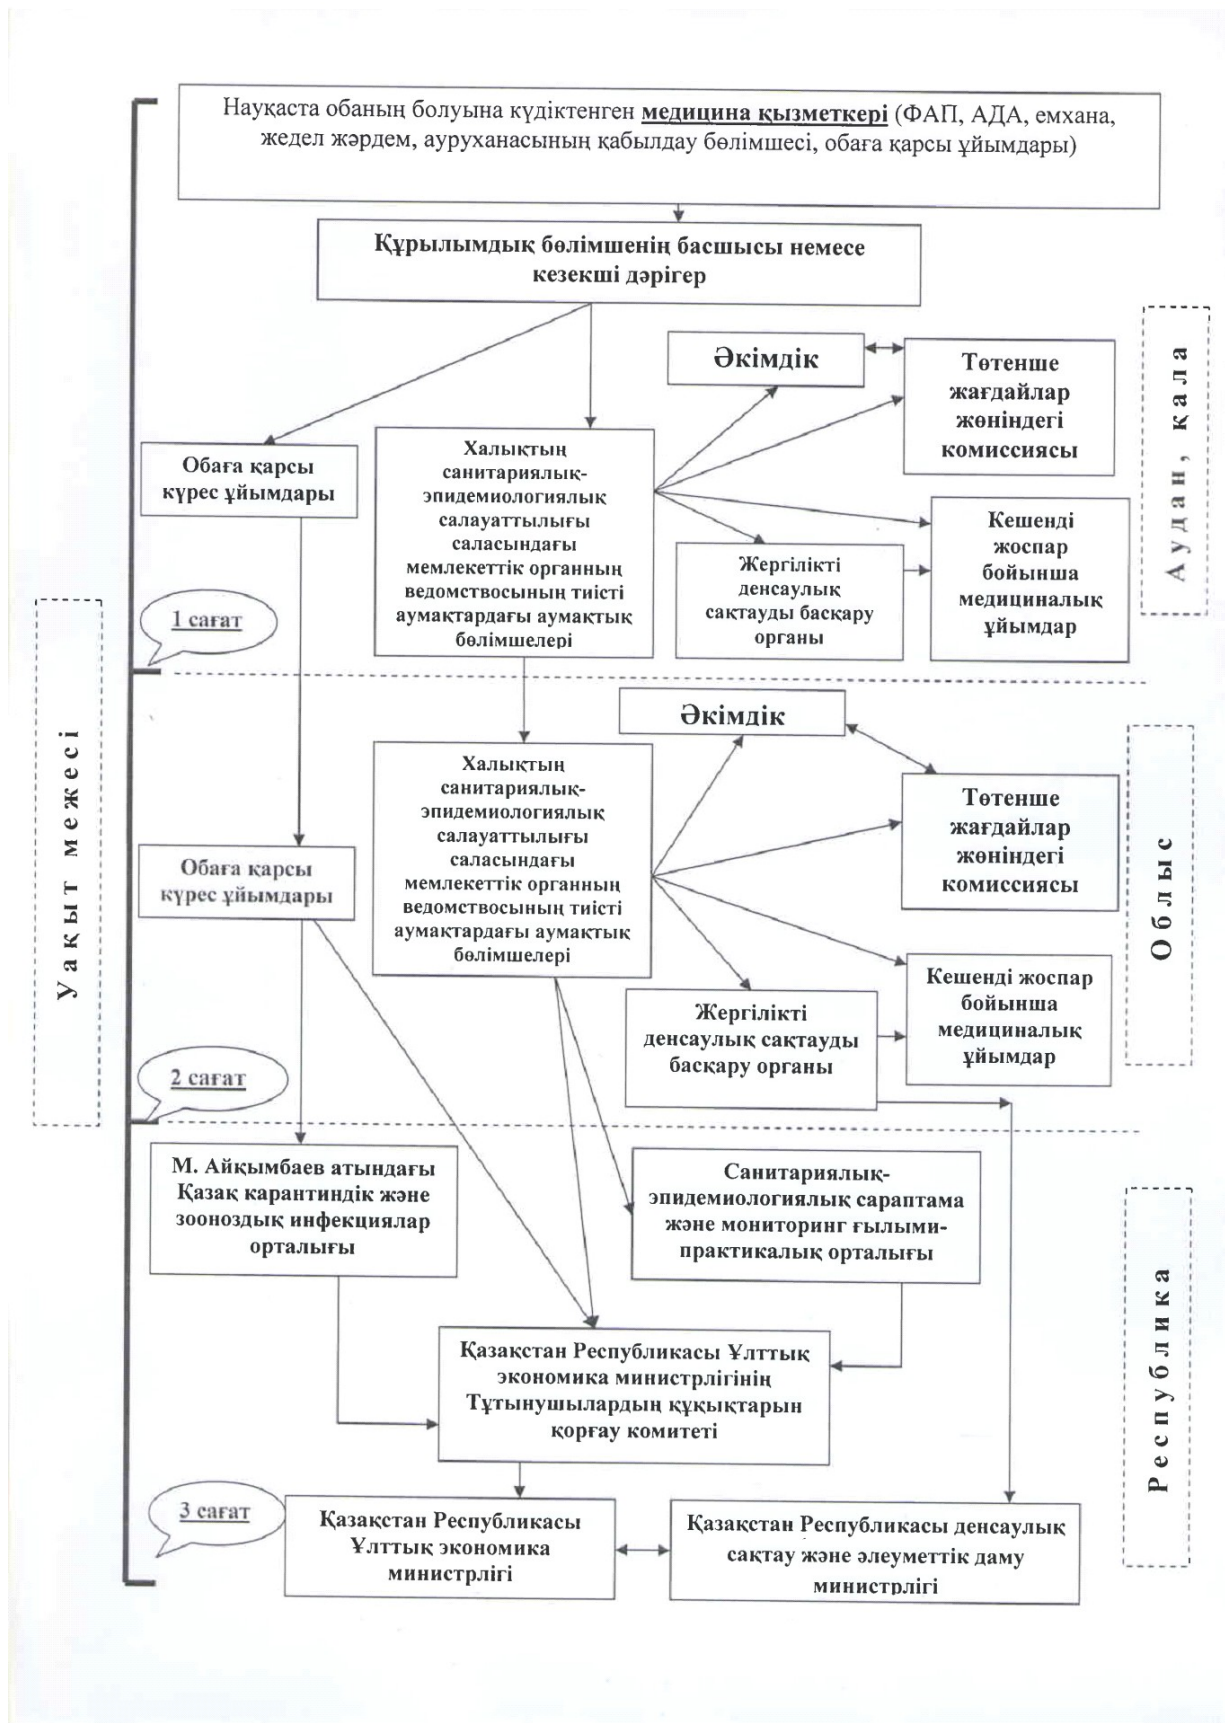 Науқаста обаның болуына күдіктенген медицина қызметкері (ФАП, АДА, емхана,
жедел жәрдем, ауруханасының қабылдау бөлімшесі, обаға қарсы ұйымдары)
Құрылымдық бөлімшенің басшысы немесе
кезекші дәрігер
Әкімдік
Төтенше
жағдайлар
жөніндегі
комиссиясы
Аудан, қала
Обаға қарсы
күрес ұйымдары
Халықтың
санитариялық-
эпидемиологиялық
салауаттылығы
саласындағы
мемлекеттік органның
ведомствосының тиісті
аумақтардағы аумақтық
бөлімшелері
Кешенді
жоспар
бойынша
медициналық
ұйымдар
Жергілікті
денсаулық
сақтауды басқару
органы
1 сағат
Уақыт межесі
Әкімдік
Халықтың
санитариялық-
эпидемиологиялық
салауаттылығы
саласындағы
мемлекеттік органның
ведомствосының тиісті
аумақтардағы аумақтық
бөлімшелері
Төтенше
жағдайлар
жөніндегі
комиссиясы
Облыс
Обаға қарсы
күрес ұйымдары
Кешенді жоспар
бойынша
медициналық
ұйымдар
Жергілікті
денсаулық сақтауды
басқару органы
2 сағат
М. Айқымбаев атындағы
Қазақ карантиндік және
зооноздық инфекциялар
орталығы
Санитариялық-
эпидемиологиялық сараптама
және мониторинг ғылыми-
практикалық орталығы
Республика
Қазақстан Республикасы Ұлттық
экономика министрлігінің
Тұтынушылардың құқықтарын
қорғау комитеті
3 сағат
Қазақстан Республикасы
Ұлттық экономика
министрлігі
Қазақстан Республикасы денсаулық
сақтау және әлеуметтік даму
министрлігі